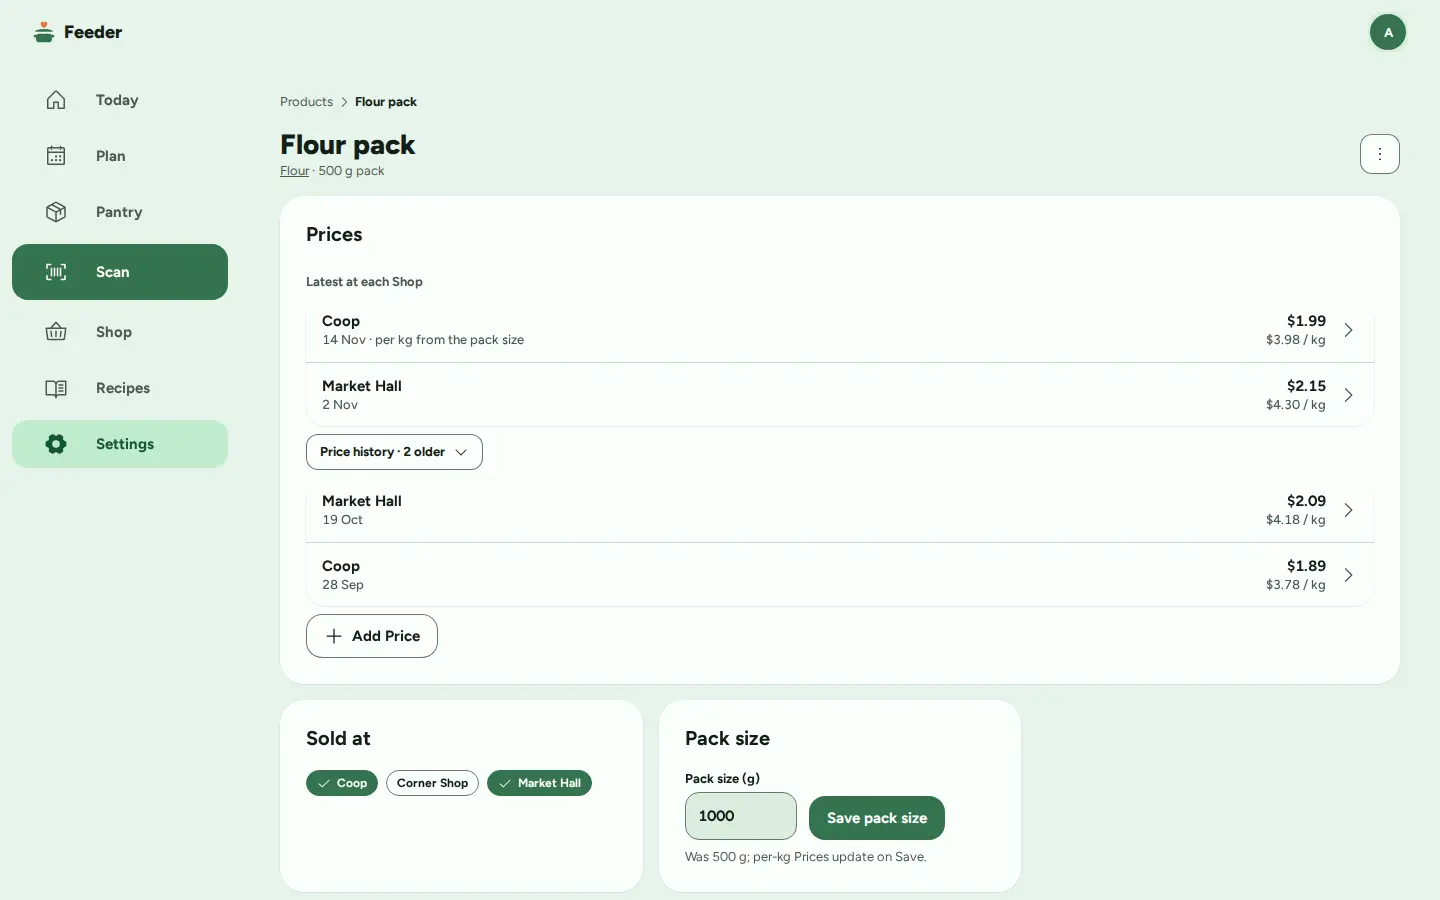 Feeder
A
Today
Plan
Pantry
Scan
Shop
Recipes
Settings
Products > Flour pack
Flour pack
Flour · 500 g pack
Prices
Latest at each Shop
Coop $1.99
14 Nov · per kg from the pack size $3.98 / kg
Market Hall $2.15
2 Nov $4.30 / kg
Price history · 2 older
Market Hall $2.09
19 Oct $4.18 / kg
Coop $1.89
28 Sep $3.78 / kg
Add Price
Sold at
Coop Corner Shop Market Hall
Pack size
Pack size (g)
1000 Save pack size
Was 500 g; per-kg Prices update on Save.